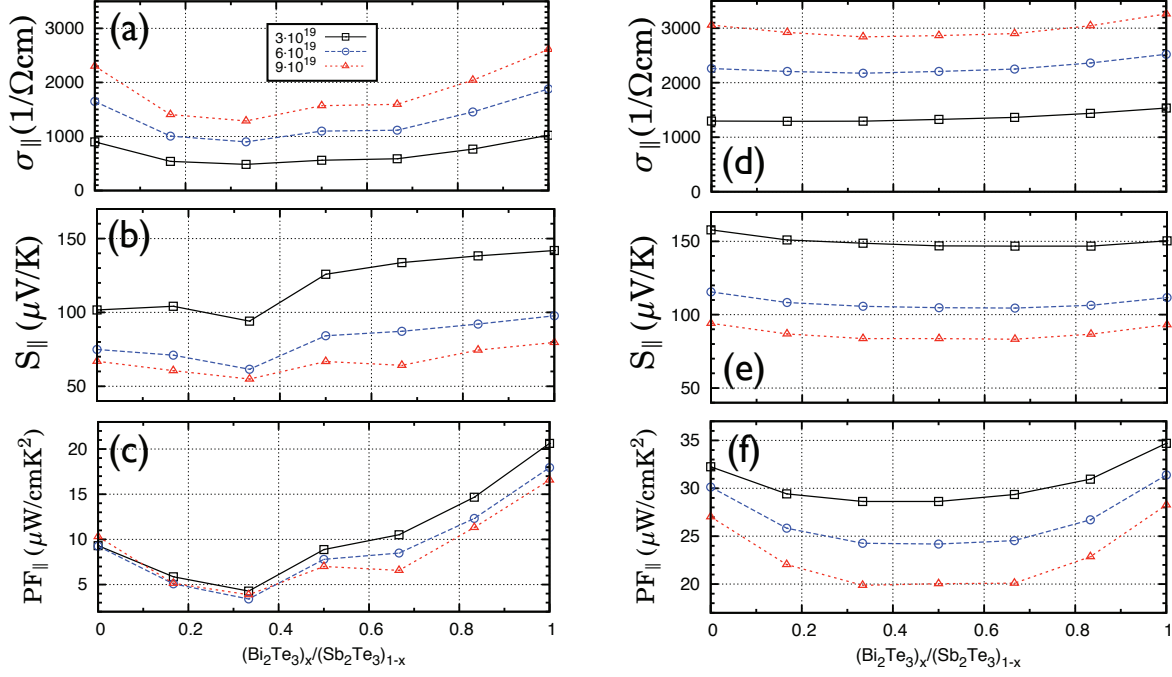 (a)
3·10^19
6·10^19
9·10^19
σ∥(1/Ωcm)
3000
2000
1000
0
(b)
S∥ (μV/K)
150
100
50
(c)
PF∥ (μW/cmK²)
20
15
10
5
0 0.2 0.4 0.6 0.8 1
(Bi₂Te₃)ₓ/(Sb₂Te₃)₁₋ₓ
(d)
σ∥(1/Ωcm)
3000
2000
1000
0
(e)
S∥ (μV/K)
150
100
50
(f)
PF∥ (μW/cmK²)
35
30
25
20
0 0.2 0.4 0.6 0.8 1
(Bi₂Te₃)ₓ/(Sb₂Te₃)₁₋ₓ